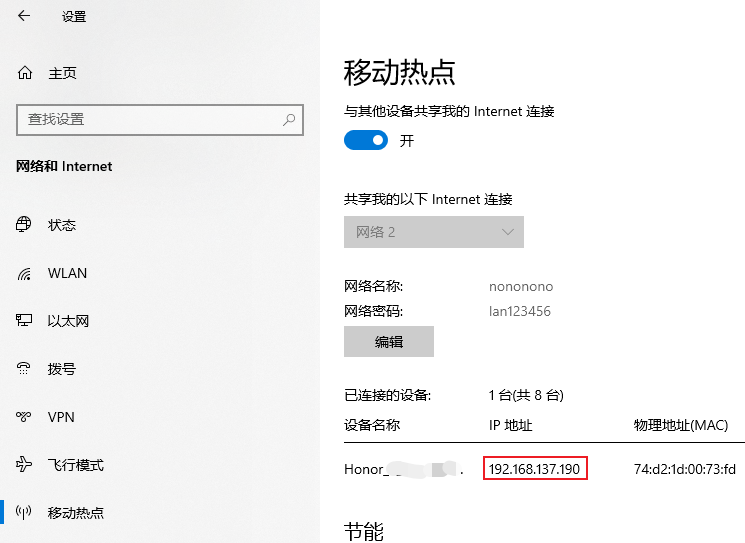 设置
主页
查找设置
网络和 Internet
状态
WLAN
以太网
拨号
VPN
飞行模式
移动热点
移动热点
与其他设备共享我的 Internet 连接
开
共享我的以下 Internet 连接
网络 2
网络名称: nononono
网络密码: lan123456
编辑
已连接的设备: 1 台(共 8 台)
设备名称 IP 地址 物理地址(MAC)
Honor_ . 192.168.137.190 74:d2:1d:00:73:fd
节能